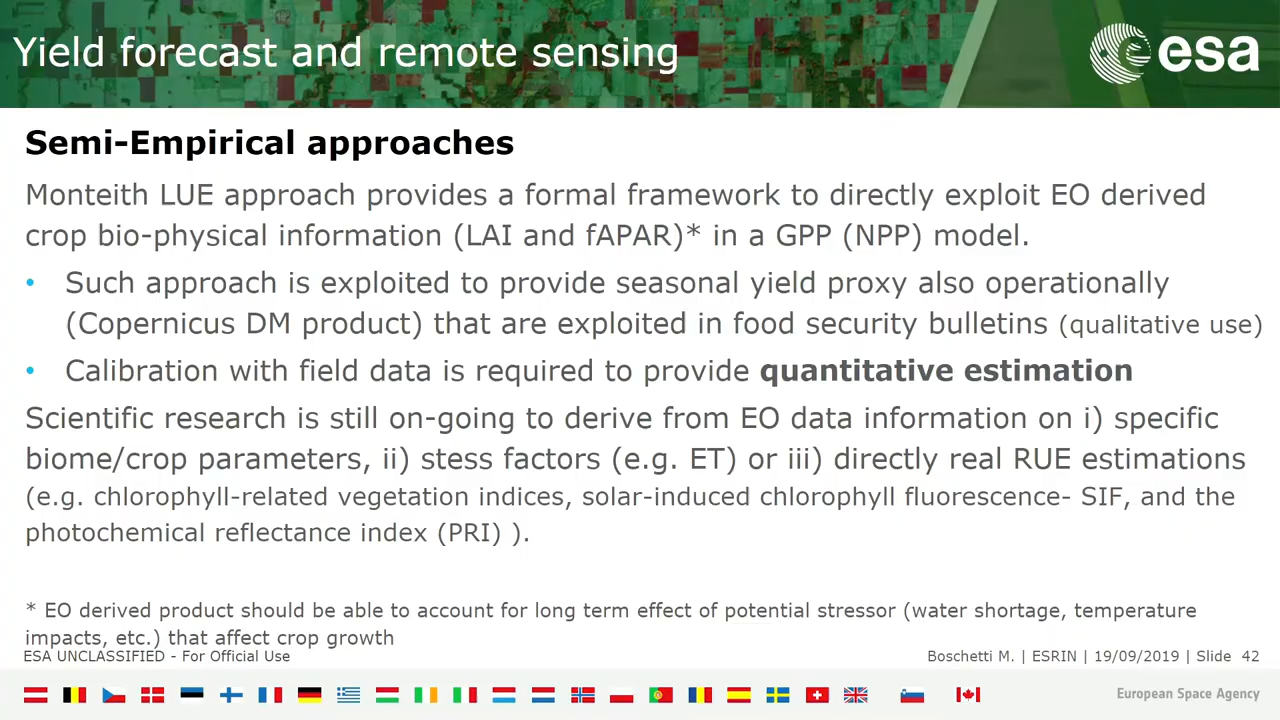 Yield forecast and remote sensing
esa
Semi-Empirical approaches
Monteith LUE approach provides a formal framework to directly exploit EO derived
crop bio-physical information (LAI and fAPAR)* in a GPP (NPP) model.
• Such approach is exploited to provide seasonal yield proxy also operationally
(Copernicus DM product) that are exploited in food security bulletins (qualitative use)
• Calibration with field data is required to provide quantitative estimation
Scientific research is still on-going to derive from EO data information on i) specific
biome/crop parameters, ii) stess factors (e.g. ET) or iii) directly real RUE estimations
(e.g. chlorophyll-related vegetation indices, solar-induced chlorophyll fluorescence- SIF, and the
photochemical reflectance index (PRI) ).
* EO derived product should be able to account for long term effect of potential stressor (water shortage, temperature
impacts, etc.) that affect crop growth
ESA UNCLASSIFIED - For Official Use
Boschetti M. | ESRIN | 19/09/2019 | Slide 42
European Space Agency